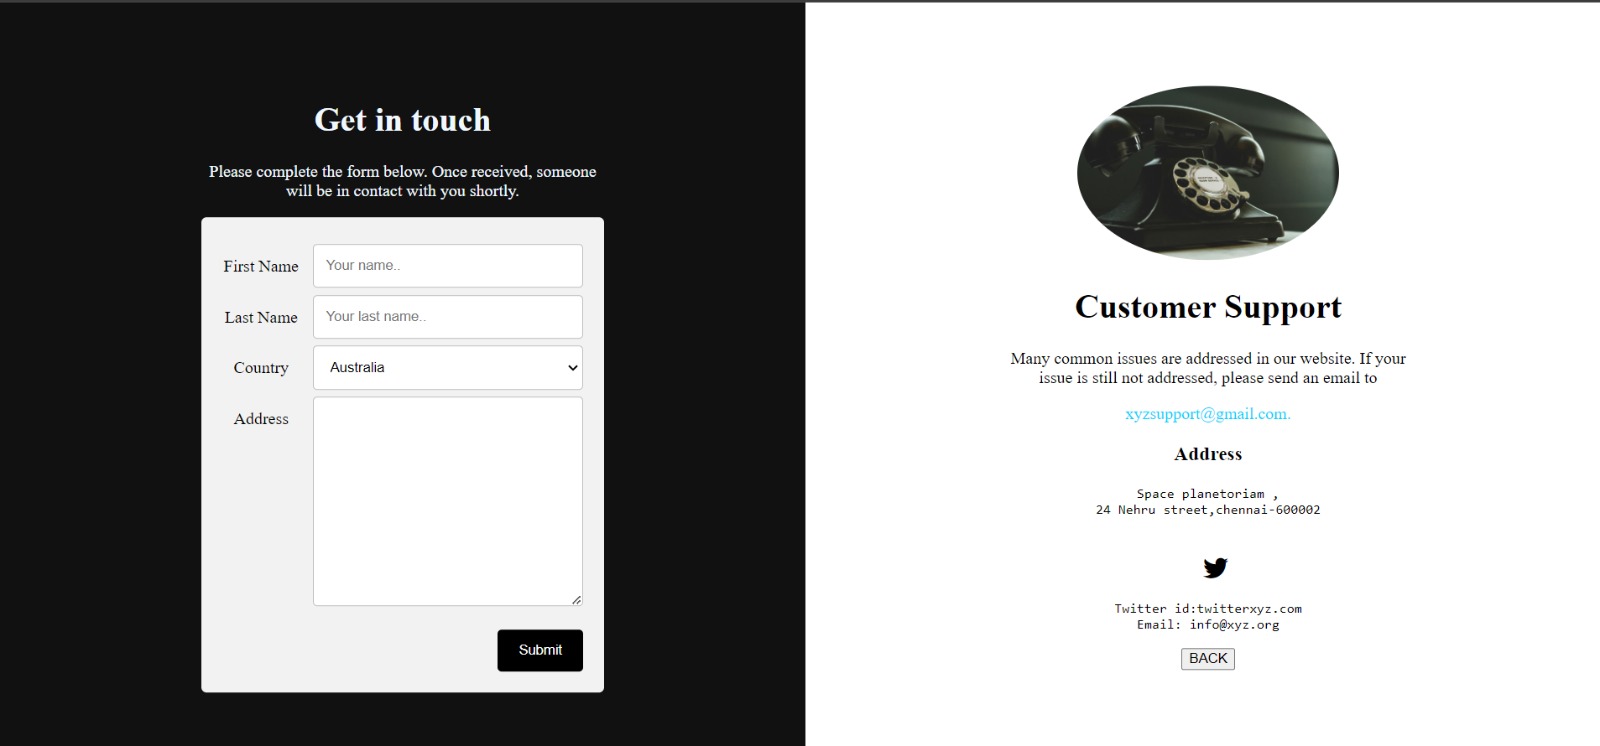 Get in touch
Please complete the form below. Once received, someone
will be in contact with you shortly.
First Name
Your name..
Last Name
Your last name..
Country
Australia
Address
Submit
Customer Support
Many common issues are addressed in our website. If your
issue is still not addressed, please send an email to
xyzsupport@gmail.com.
Address
Space planetoriam ,
24 Nehru street,chennai-600002
Twitter id:twitterxyz.com
Email: info@xyz.org
BACK